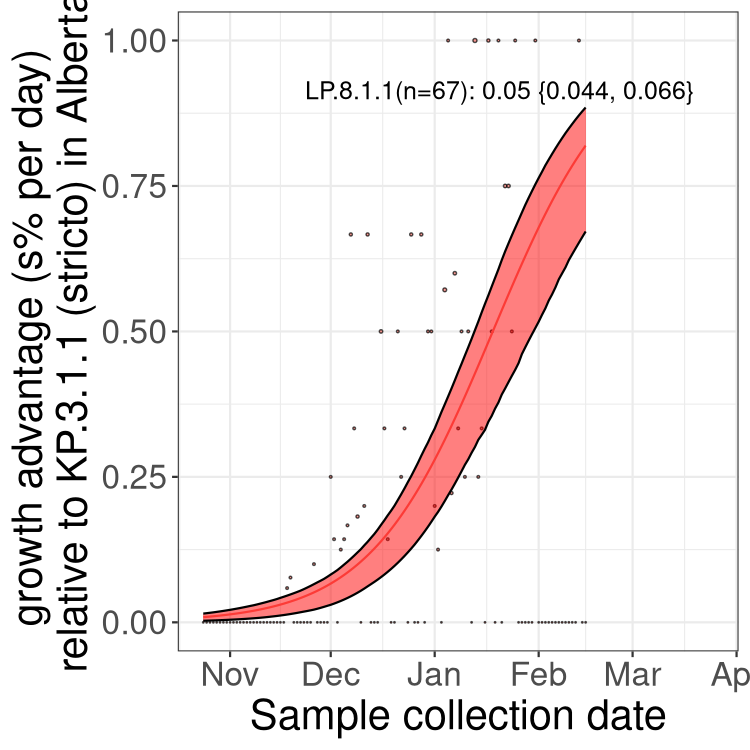 growth advantage (s% per day)
relative to KP.3.1.1 (stricto) in Alberta
1.00
0.75
0.50
0.25
0.00
LP.8.1.1(n=67): 0.05 {0.044, 0.066}
Nov Dec Jan Feb Mar Ap
Sample collection date